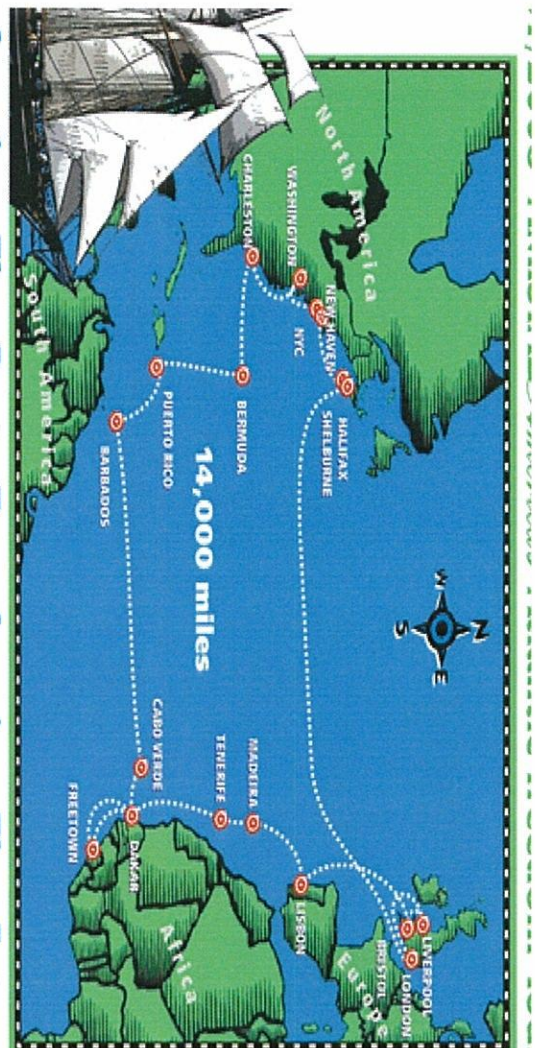 North America
WASHINGTON
CHARLESTON
NEW HAVEN
NYC
HALIFAX
SHELBURNE
BERMUDA
PUERTO RICO
BARBADOS
South America
14,000 miles
N
W
E
S
CABO VERDE
FREETOWN
DAKAR
TENERIFE
MADEIRA
LISBON
LIVERPOOL
LONDON
BRISTOL
Europe
Africa